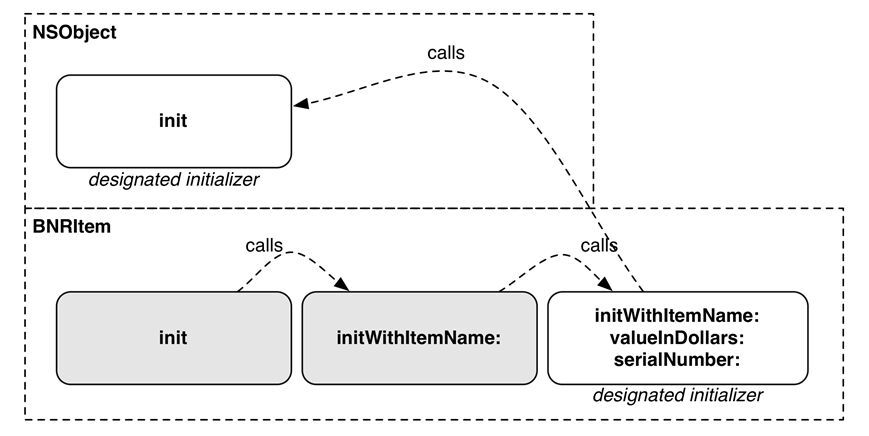 NSObject
calls
init
designated initializer
BNRItem
calls
calls
init
initWithItemName:
initWithItemName:
valueInDollars:
serialNumber:
designated initializer